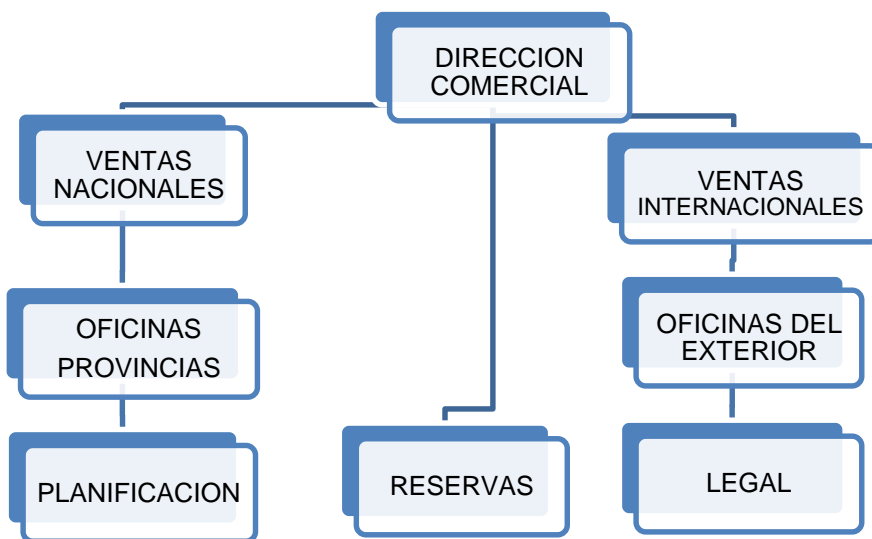 DIRECCION
COMERCIAL
VENTAS
NACIONALES
VENTAS
INTERNACIONALES
OFICINAS
PROVINCIAS
OFICINAS DEL
EXTERIOR
PLANIFICACION
RESERVAS
LEGAL